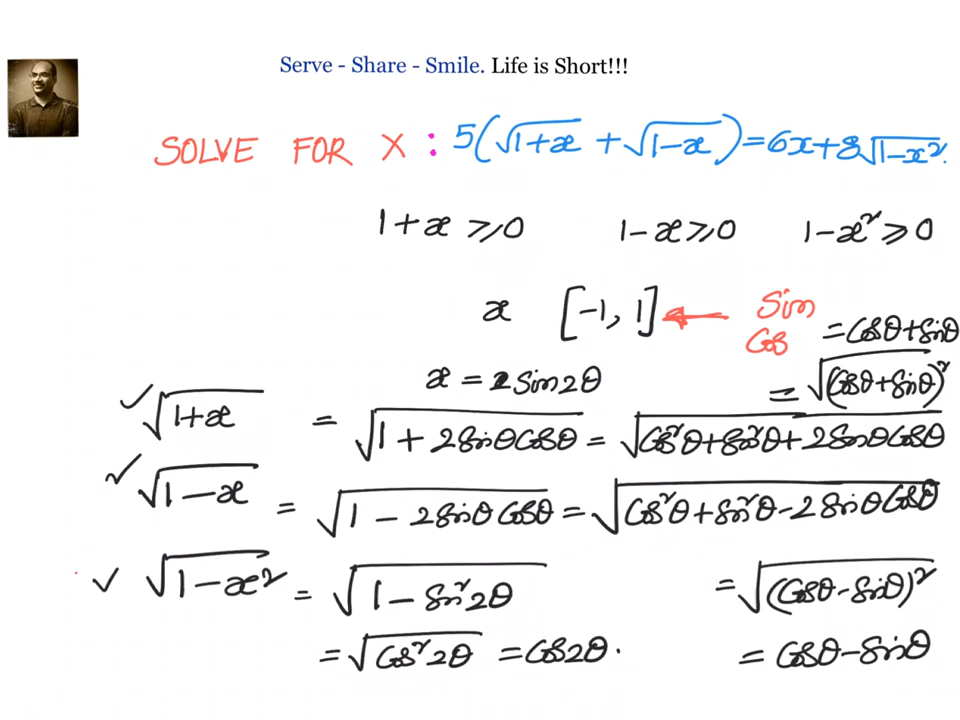 Serve - Share - Smile. Life is Short!!!
SOLVE FOR X : 5(√1+x + √1-x) = 6x+8√1-x².
1+x ≥ 0 1-x ≥ 0 1-x² ≥ 0
x [-1, 1] ← Sin
Cos
= Cosθ+Sinθ
x = 2Sin2θ = √(Cosθ+Sinθ)²
√1+x = √1+2SinθCosθ = √Cos²θ+Sin²θ+2SinθCosθ
√1-x = √1-2SinθCosθ = √Cos²θ+Sin²θ-2SinθCosθ
√1-x² = √1-Sin²2θ = √(Cosθ-Sinθ)²
= √Cos²2θ = Cos2θ. = Cosθ-Sinθ